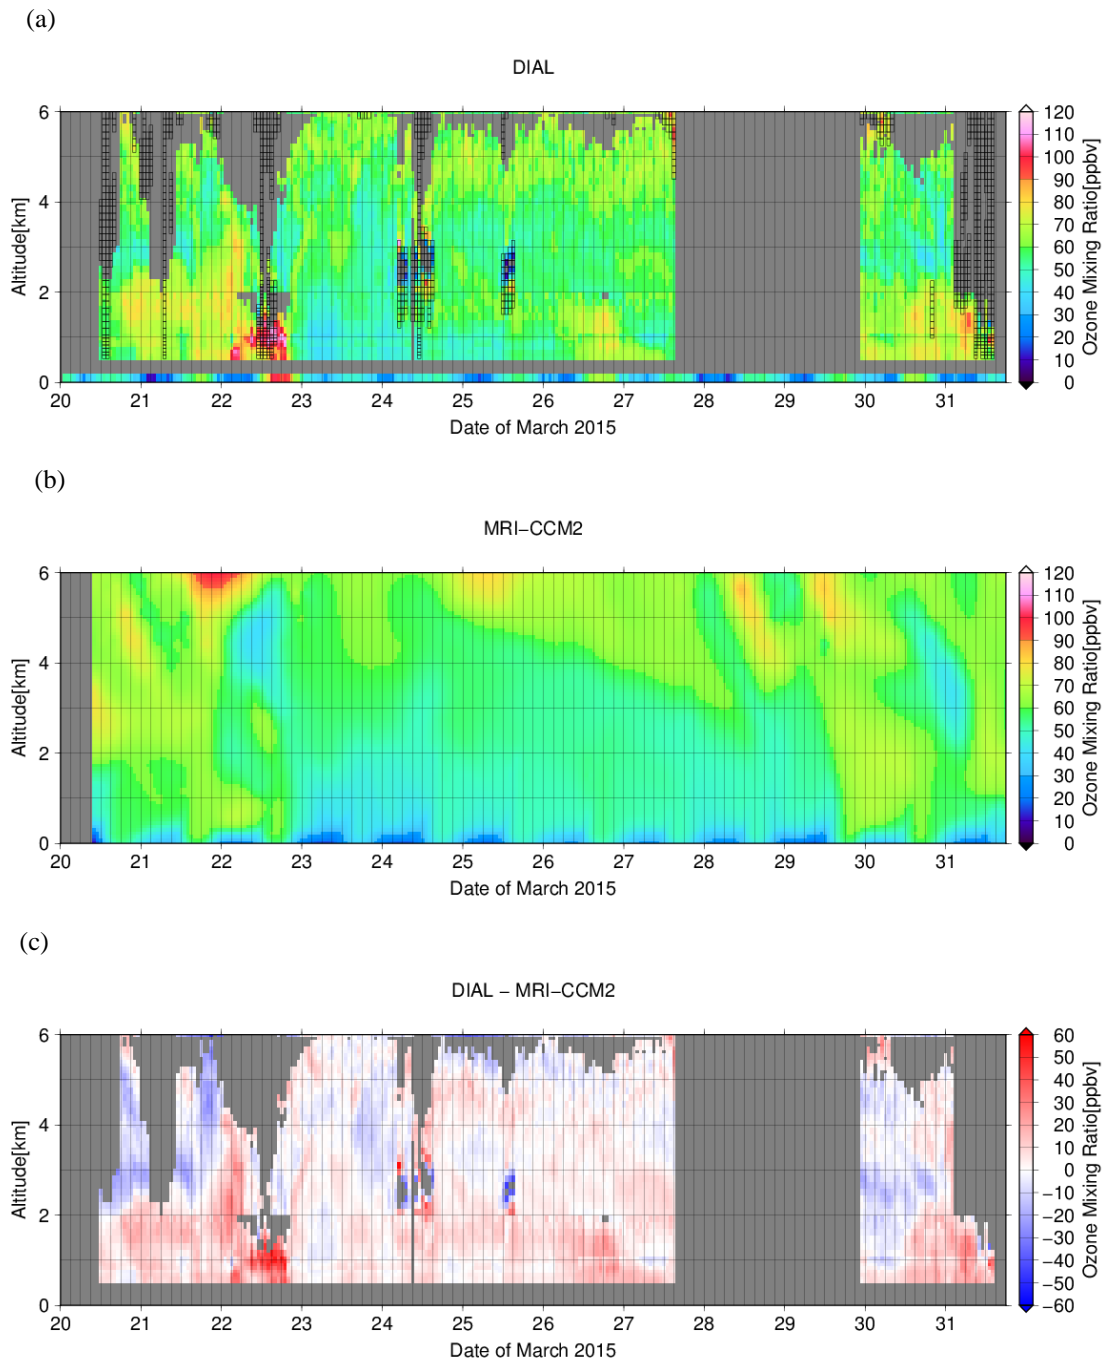 (a)
DIAL
6
4
2
0
Altitude[km]
20 21 22 23 24 25 26 27 28 29 30 31
Date of March 2015
120
110
100
90
80
70
60
50
40
30
20
10
0
Ozone Mixing Ratio[ppbv]
(b)
MRI−CCM2
6
4
2
0
Altitude[km]
20 21 22 23 24 25 26 27 28 29 30 31
Date of March 2015
120
110
100
90
80
70
60
50
40
30
20
10
0
Ozone Mixing Ratio[ppbv]
(c)
DIAL − MRI−CCM2
6
4
2
0
Altitude[km]
20 21 22 23 24 25 26 27 28 29 30 31
Date of March 2015
60
50
40
30
20
10
0
−10
−20
−30
−40
−50
−60
Ozone Mixing Ratio[ppbv]